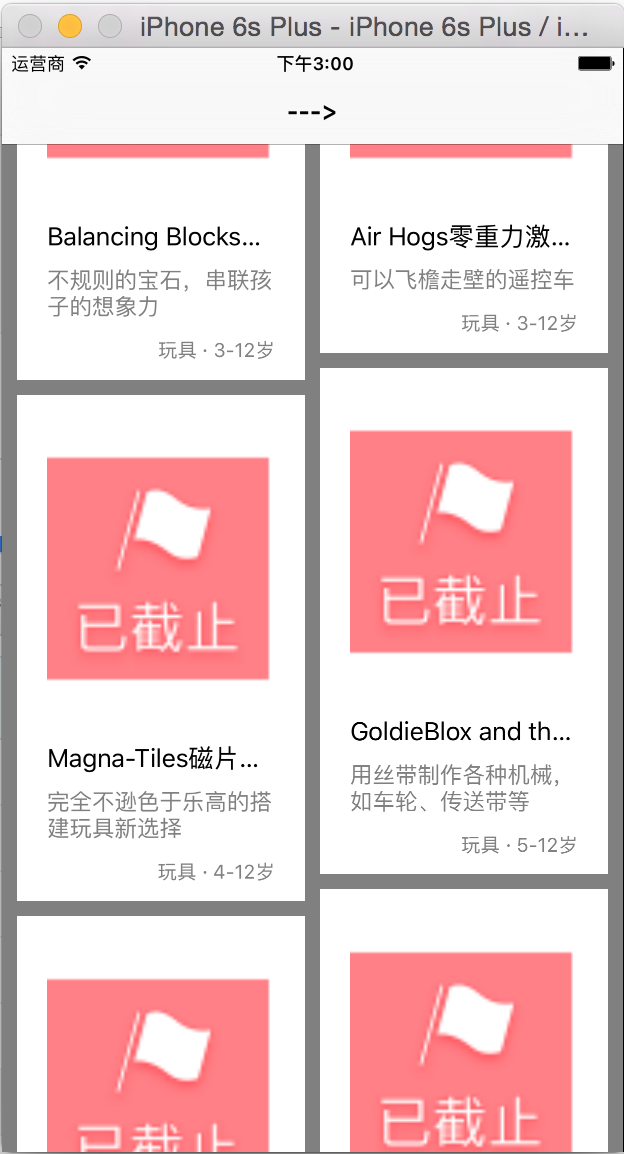 iPhone 6s Plus - iPhone 6s Plus / i...
运营商
下午3:00
--->
Balancing Blocks...
不规则的宝石，串联孩
子的想象力
玩具 · 3-12岁
Air Hogs零重力激...
可以飞檐走壁的遥控车
玩具 · 3-12岁
已截止
Magna-Tiles磁片...
完全不逊色于乐高的搭
建玩具新选择
玩具 · 4-12岁
已截止
GoldieBlox and th...
用丝带制作各种机械，
如车轮、传送带等
玩具 · 5-12岁
已截止
已截止